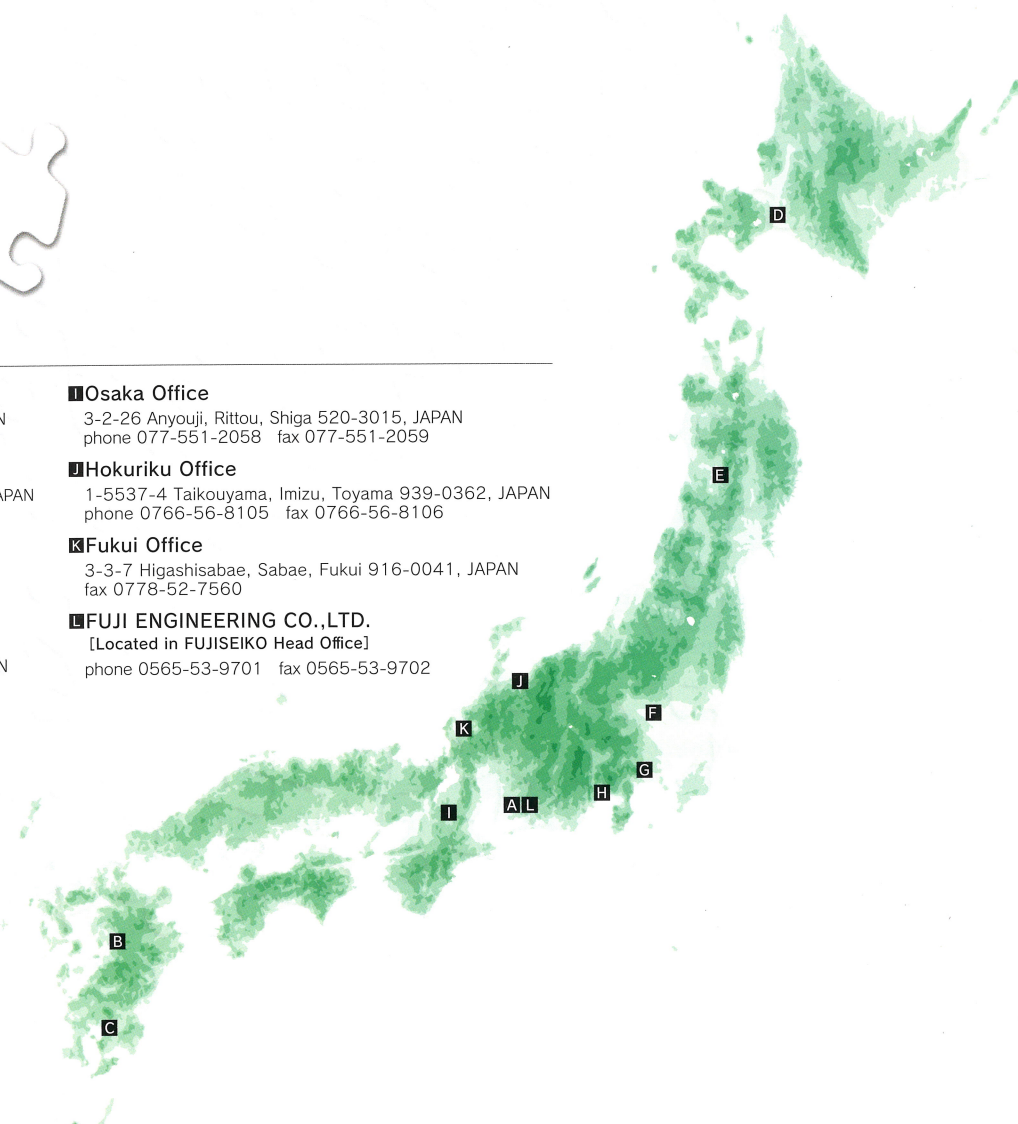 D
E
I Osaka Office
N
3-2-26 Anyouji, Rittou, Shiga 520-3015, JAPAN
phone 077-551-2058 fax 077-551-2059
J Hokuriku Office
APAN
1-5537-4 Taikouyama, Imizu, Toyama 939-0362, JAPAN
phone 0766-56-8105 fax 0766-56-8106
K Fukui Office
3-3-7 Higashisabae, Sabae, Fukui 916-0041, JAPAN
fax 0778-52-7560
L FUJI ENGINEERING CO.,LTD.
[Located in FUJISEIKO Head Office]
N
phone 0565-53-9701 fax 0565-53-9702
J
F
K
G
H
A L
I
B
C